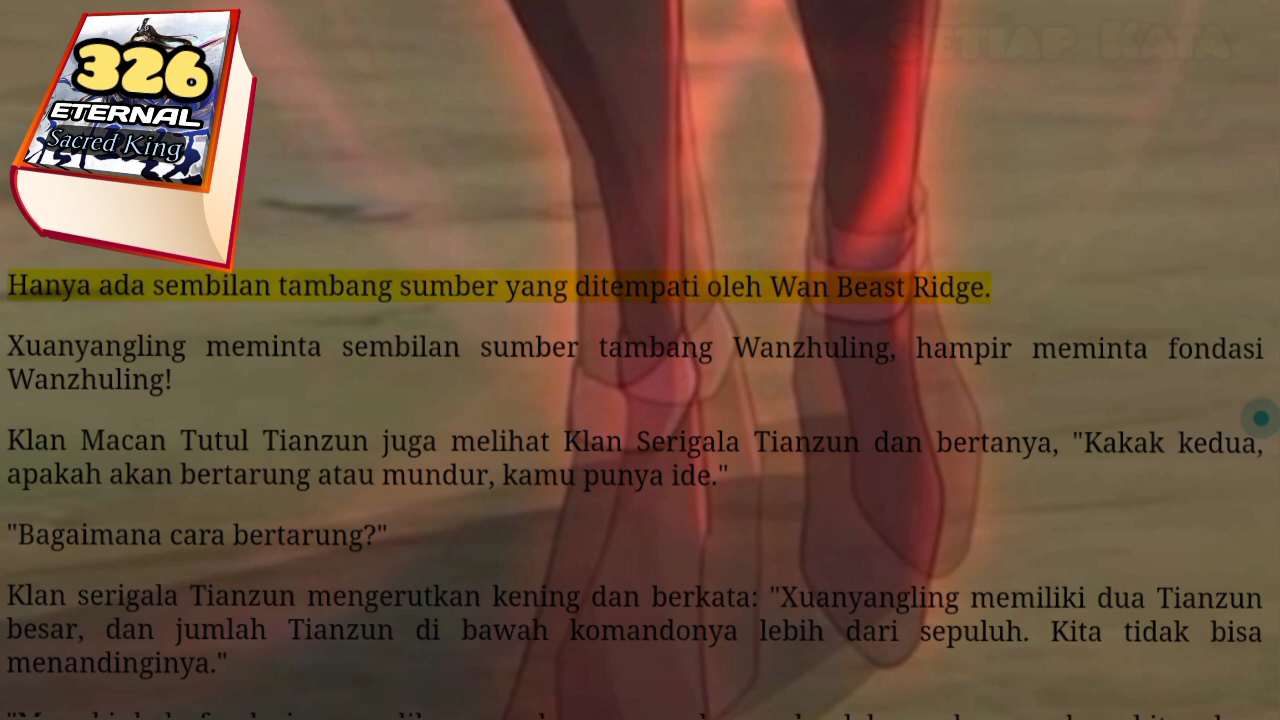 SETIAP KATA
326
ETERNAL
Sacred King
Hanya ada sembilan tambang sumber yang ditempati oleh Wan Beast Ridge.
Xuanyangling meminta sembilan sumber tambang Wanzhuling, hampir meminta fondasi
Wanzhuling!
Klan Macan Tutul Tianzun juga melihat Klan Serigala Tianzun dan bertanya, "Kakak kedua,
apakah akan bertarung atau mundur, kamu punya ide."
"Bagaimana cara bertarung?"
Klan serigala Tianzun mengerutkan kening dan berkata: "Xuanyangling memiliki dua Tianzun
besar, dan jumlah Tianzun di bawah komandonya lebih dari sepuluh. Kita tidak bisa
menandinginya."